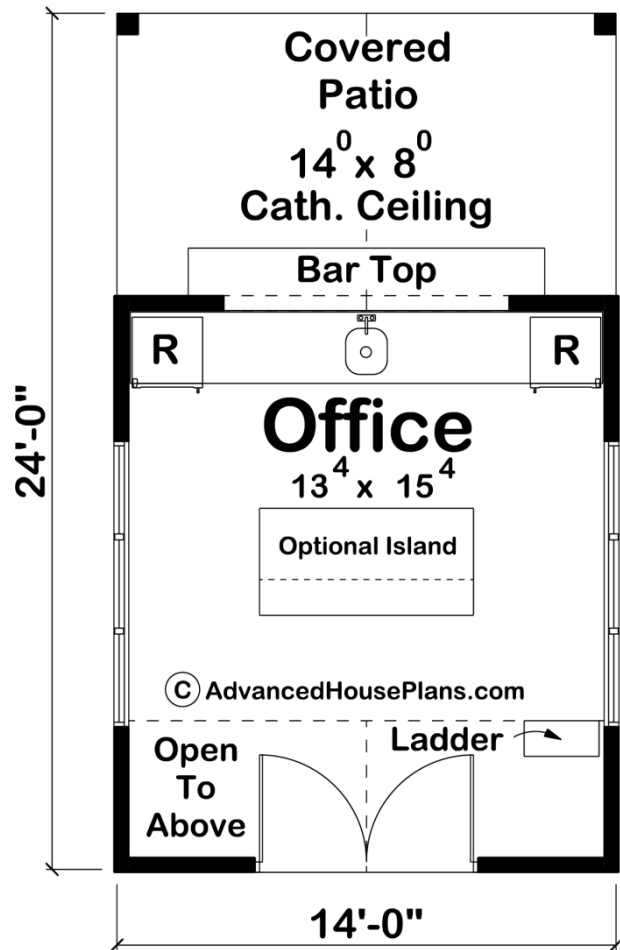 Covered
Patio
14⁰ x 8⁰
Cath. Ceiling
Bar Top
R
R
Office
13⁴ x 15⁴
Optional Island
© AdvancedHousePlans.com
Ladder
Open
To
Above
24'-0"
14'-0"